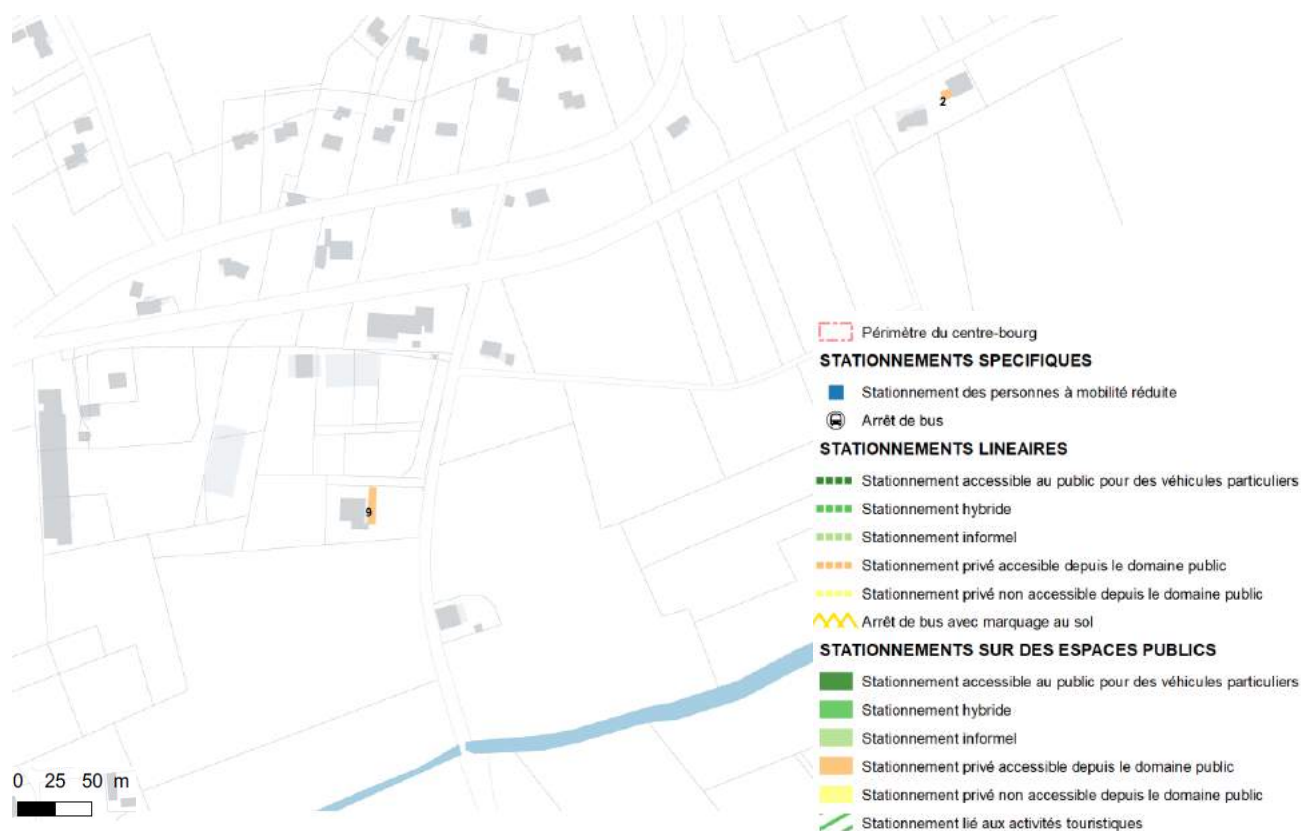 2
Périmètre du centre-bourg
STATIONNEMENTS SPECIFIQUES
Stationnement des personnes à mobilité réduite
Arrêt de bus
STATIONNEMENTS LINEAIRES
Stationnement accessible au public pour des véhicules particuliers
Stationnement hybride
Stationnement informel
9
Stationnement privé accesible depuis le domaine public
Stationnement privé non accessible depuis le domaine public
Arrêt de bus avec marquage au sol
STATIONNEMENTS SUR DES ESPACES PUBLICS
Stationnement accessible au public pour des véhicules particuliers
Stationnement hybride
Stationnement informel
Stationnement privé accessible depuis le domaine public
Stationnement privé non accessible depuis le domaine public
Stationnement lié aux activités touristiques
0 25 50 m